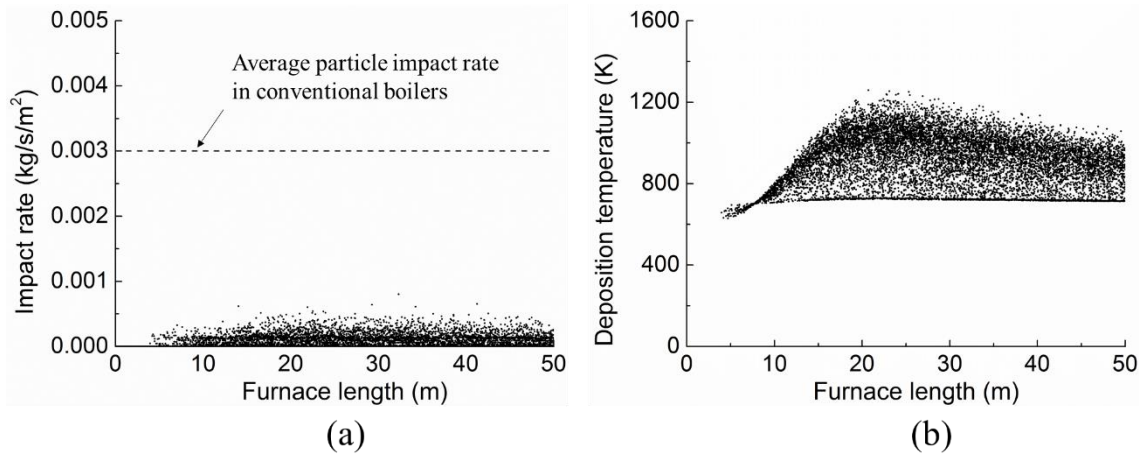 0.005
0.004
0.003
0.002
0.001
0.000
Impact rate (kg/s/m²)
Average particle impact rate
in conventional boilers
0 10 20 30 40 50
Furnace length (m)
(a)
1600
1200
800
400
0
Deposition temperature (K)
0 10 20 30 40 50
Furnace length (m)
(b)